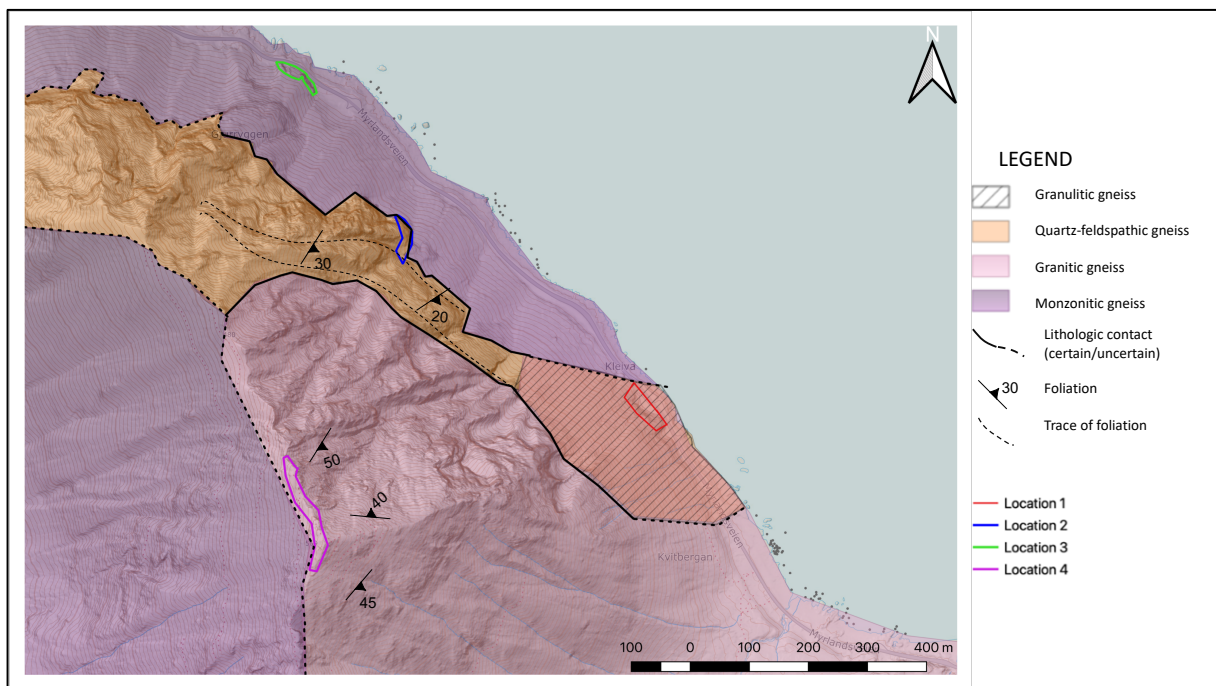 N
Myrlandsveien
30
20
Kleiva
50
40
45
Kvitbergan
100 0 100 200 300 400 m
LEGEND
Granulitic gneiss
Quartz-feldspathic gneiss
Granitic gneiss
Monzonitic gneiss
Lithologic contact
(certain/uncertain)
30
Foliation
Trace of foliation
Location 1
Location 2
Location 3
Location 4